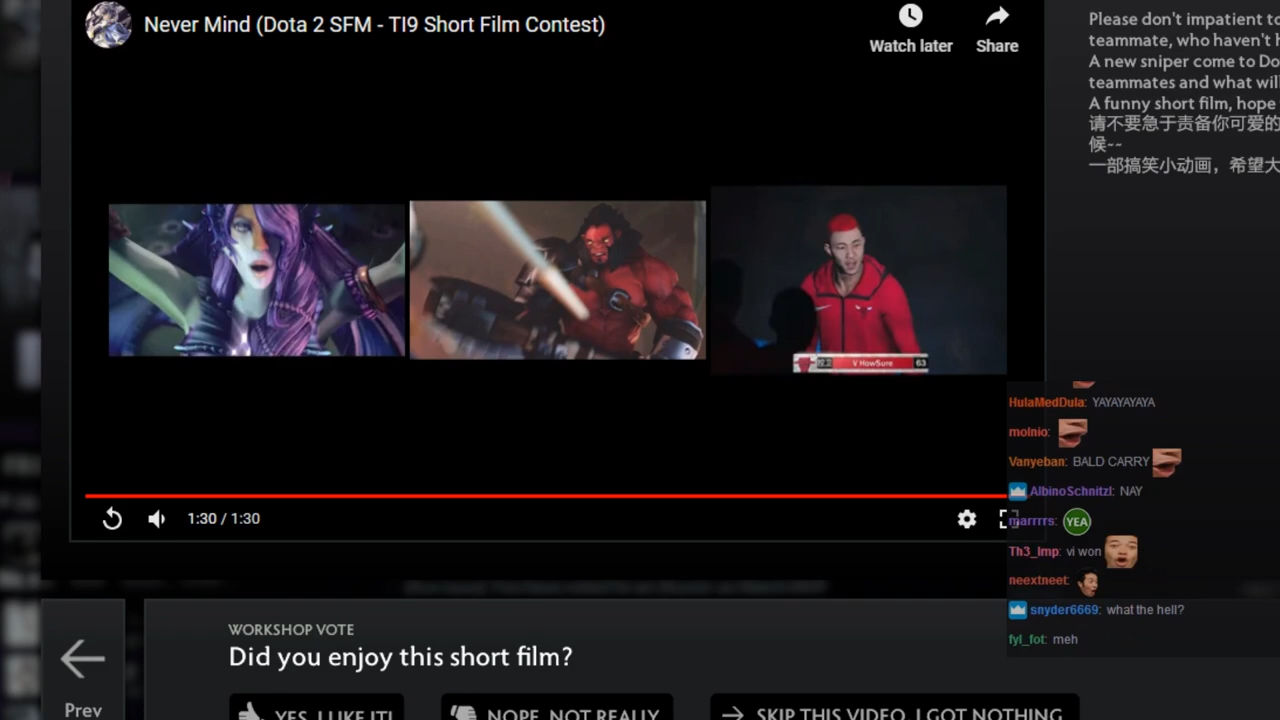 Never Mind (Dota 2 SFM - TI9 Short Film Contest)
Watch later
Share
Please don't impatient to
teammate, who haven't h
A new sniper come to Do
teammates and what will
A funny short film, hope
请不要急于责备你可爱的
候~~
一部搞笑小动画，希望大
V HowSure
63
HulaMedDula: YAYAYAYAYA
molnio:
Vanyeban: BALD CARRY
AlbinoSchnitzl: NAY
marrrrs: YEA
Th3_Imp: vi won
neextneet:
snyder6669: what the hell?
fyl_fot: meh
1:30 / 1:30
WORKSHOP VOTE
Did you enjoy this short film?
Prev
YES, I LIKE IT!
NOPE, NOT REALLY
SKIP THIS VIDEO, I GOT NOTHING